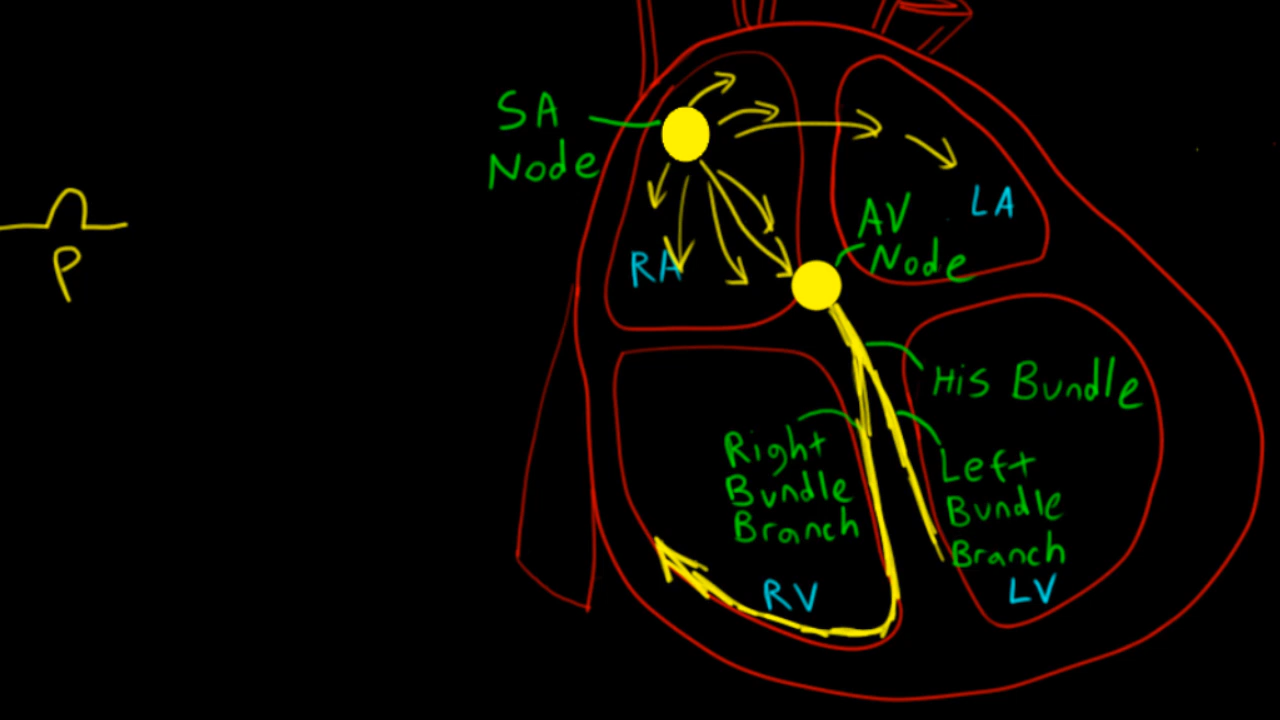 SA
Node
P
RA
LA
AV
Node
His Bundle
Right
Bundle
Branch
Left
Bundle
Branch
RV
LV